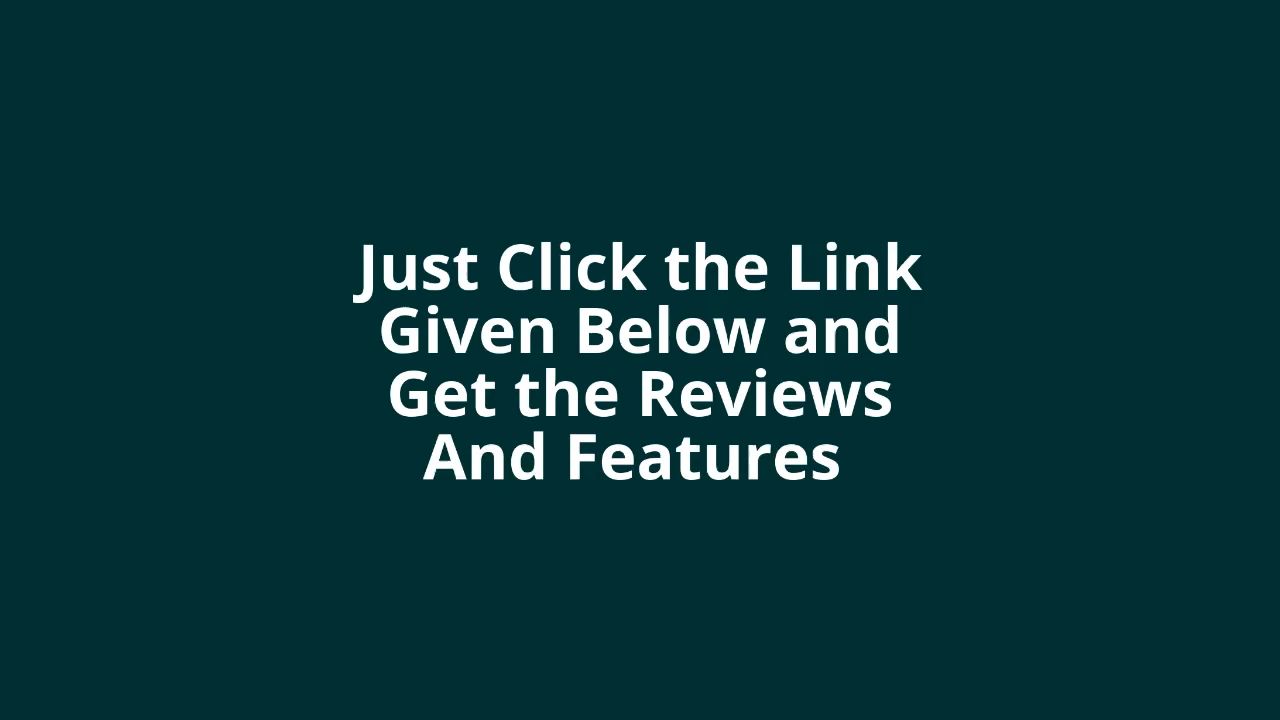 Just Click the Link
Given Below and
Get the Reviews
And Features